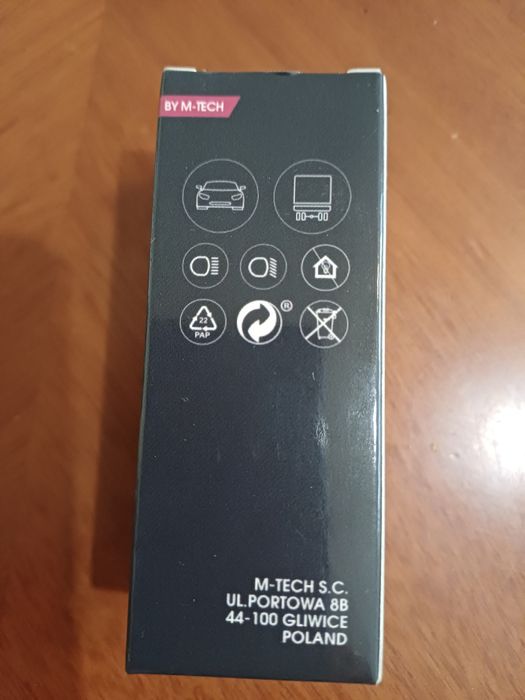 BY M-TECH
®
22
PAP
M-TECH S.C.
UL.PORTOWA 8B
44-100 GLIWICE
POLAND